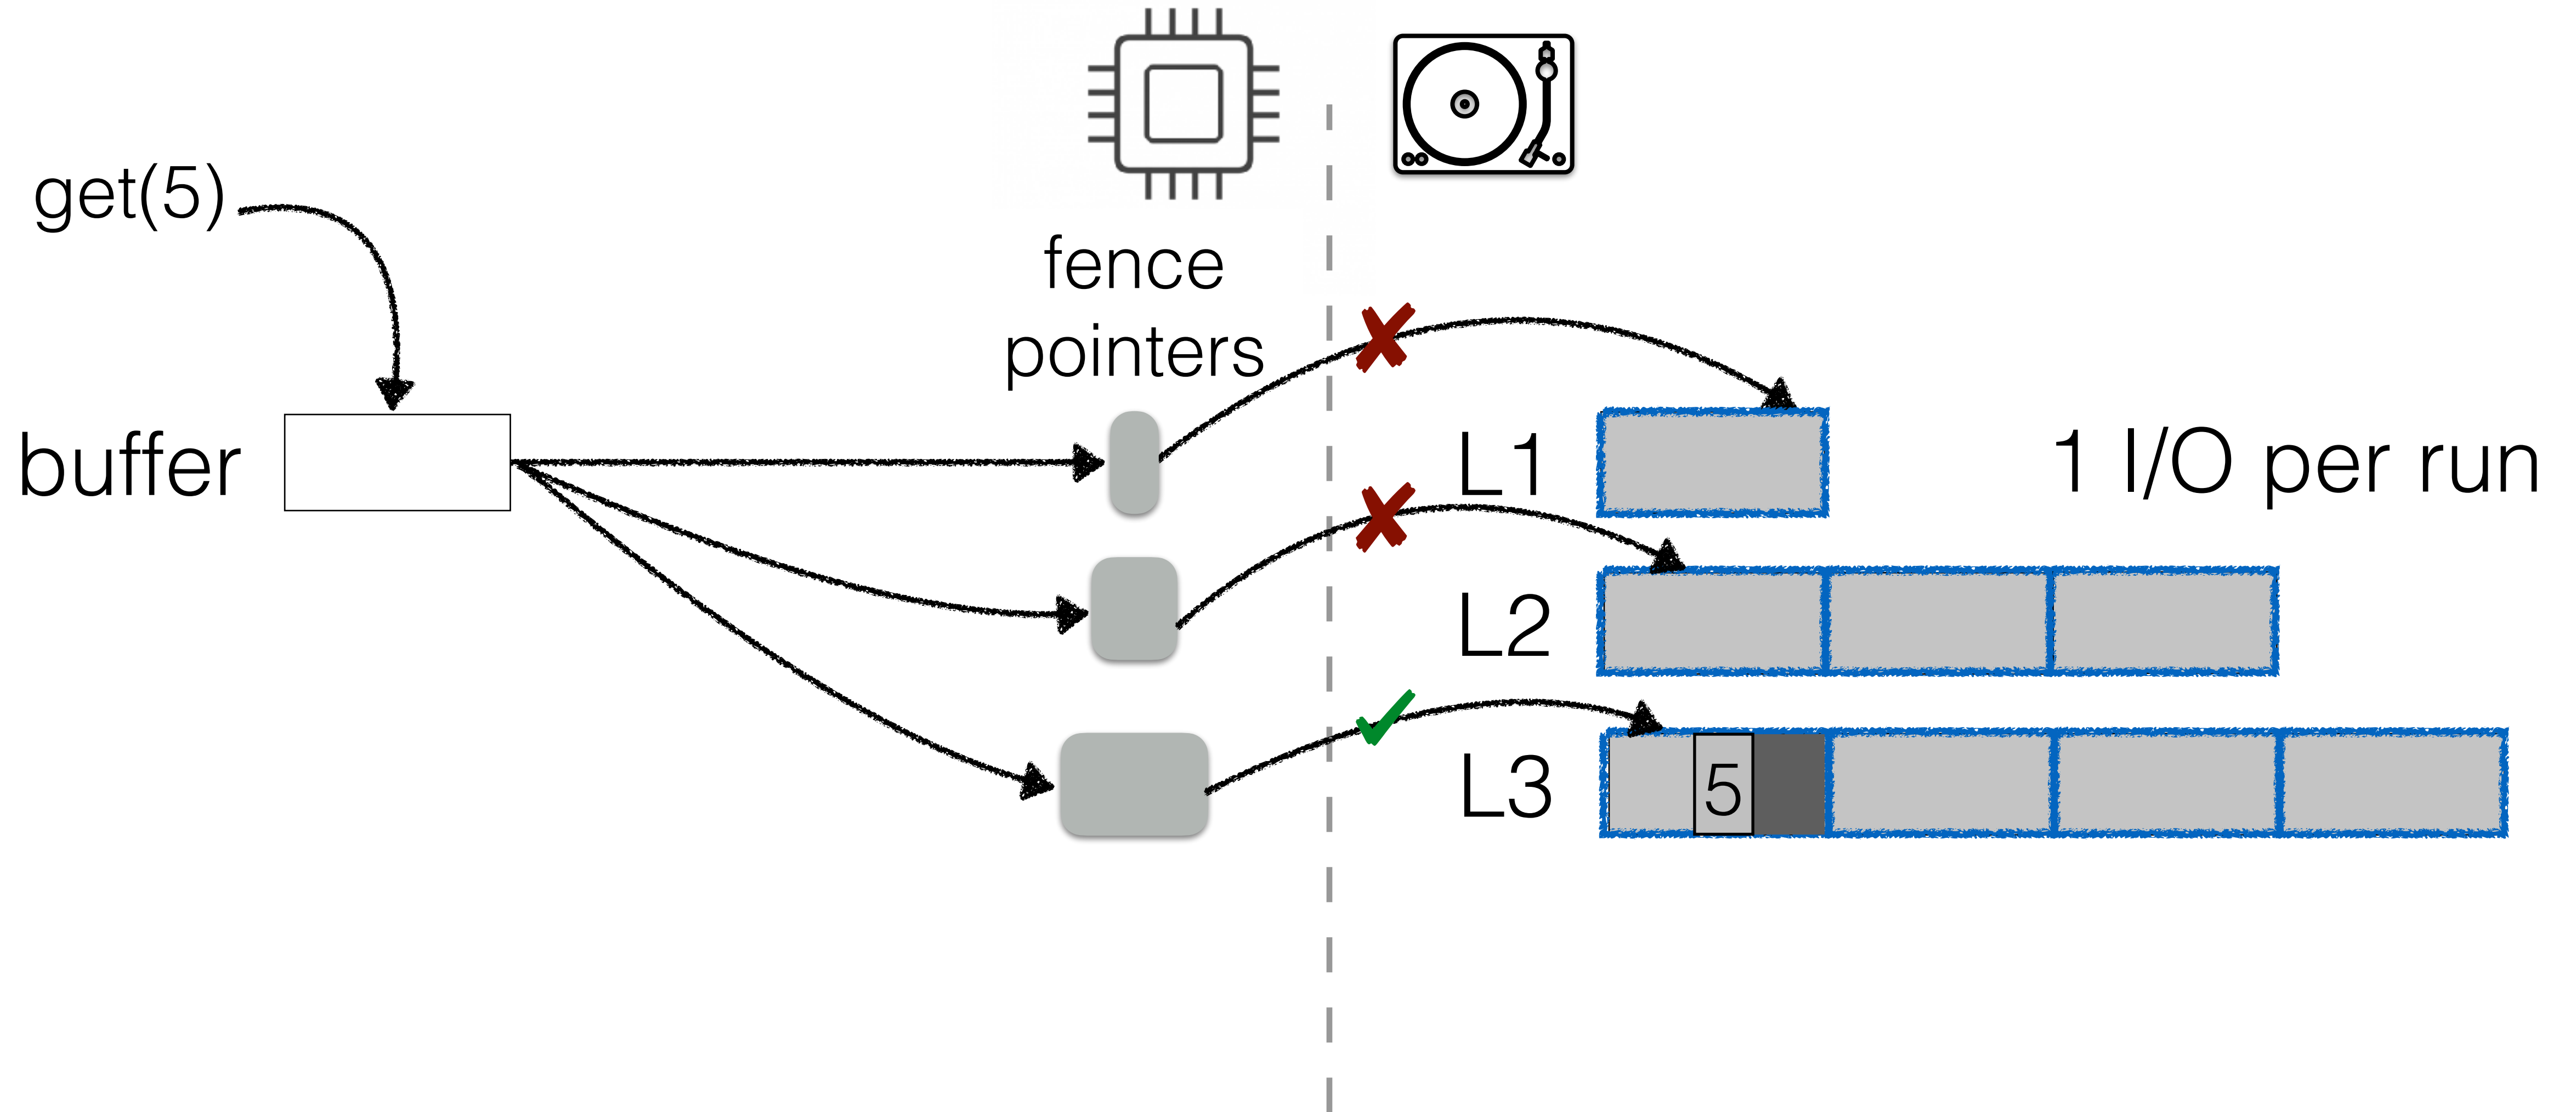 get(5)
fence
pointers
buffer
L1
1 I/O per run
L2
L3
5